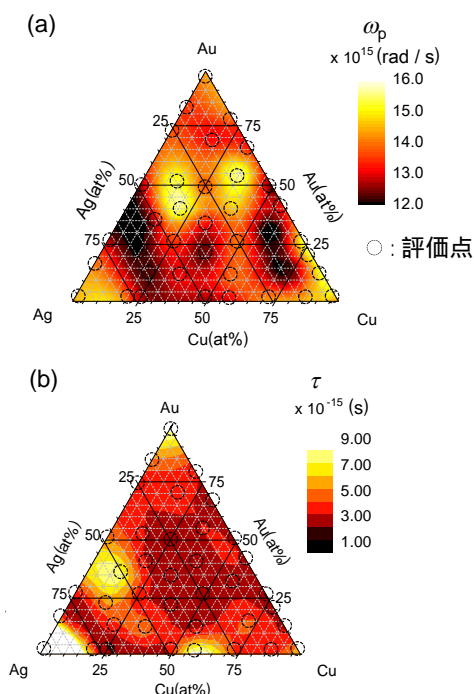 (a)
Au
ωp
x 10^15 (rad / s)
16.0
15.0
14.0
13.0
12.0
25
75
50
50
75
25
Ag(at%)
Au(at%)
: 評価点
Ag
25
50
75
Cu
Cu(at%)
(b)
Au
τ
x 10^-15 (s)
9.00
7.00
5.00
3.00
1.00
25
75
50
50
75
25
Ag(at%)
Au(at%)
Ag
25
50
75
Cu
Cu(at%)